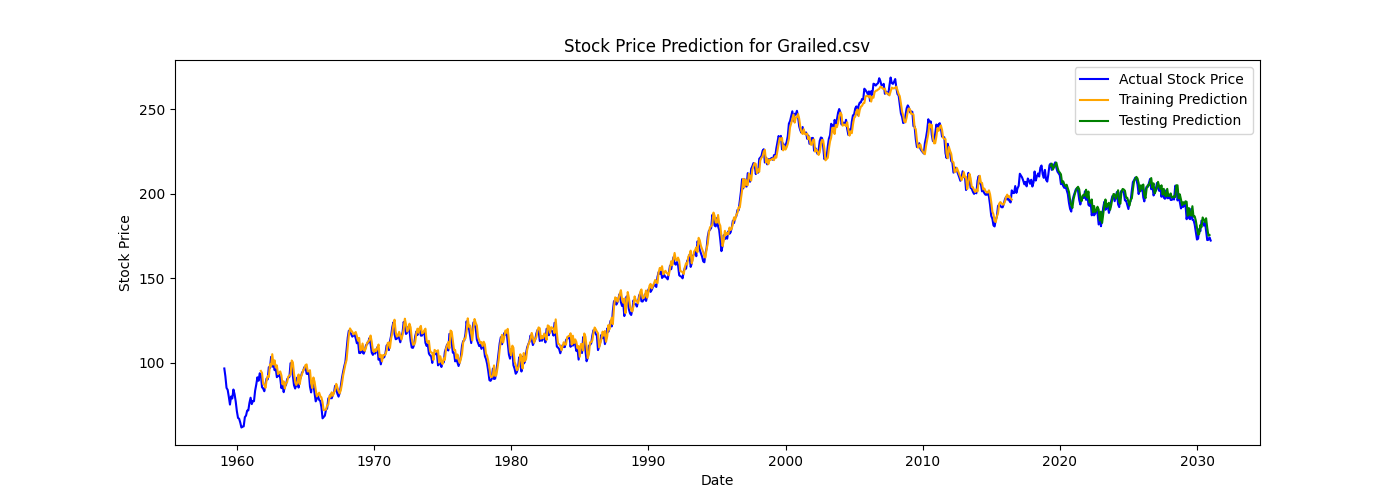 Stock Price Prediction for Grailed.csv
Actual Stock Price
Training Prediction
Testing Prediction
250
200
150
100
Stock Price
1960 1970 1980 1990 2000 2010 2020 2030
Date